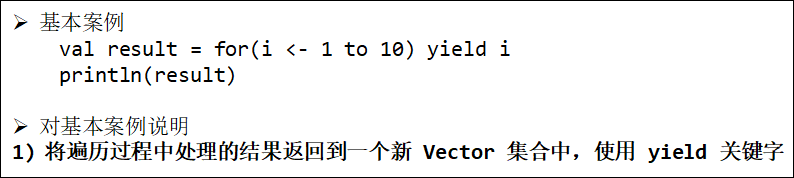 ➢ 基本案例
val result = for(i <- 1 to 10) yield i
println(result)
➢ 对基本案例说明
1) 将遍历过程中处理的结果返回到一个新 Vector 集合中，使用 yield 关键字